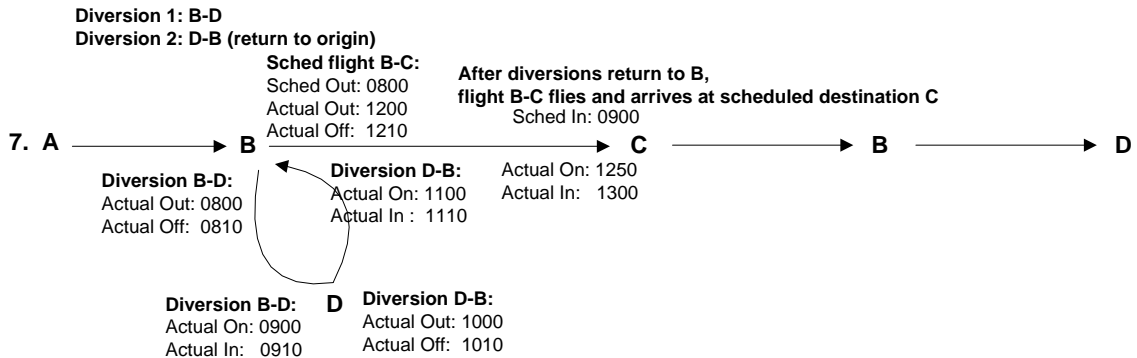 Diversion 1: B-D
Diversion 2: D-B (return to origin)
Sched flight B-C:
Sched Out: 0800
Actual Out: 1200
Actual Off: 1210
After diversions return to B,
flight B-C flies and arrives at scheduled destination C
Sched In: 0900
7. A B C B D
Diversion B-D:
Actual Out: 0800
Actual Off: 0810
Diversion D-B:
Actual On: 1100
Actual In : 1110
Actual On: 1250
Actual In: 1300
Diversion B-D:
Actual On: 0900
Actual In: 0910
D
Diversion D-B:
Actual Out: 1000
Actual Off: 1010